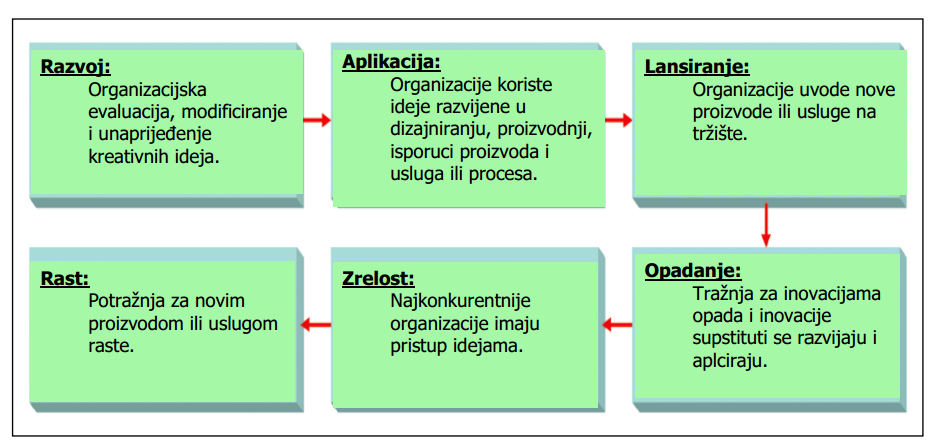 Razvoj:
Organizacijska
evaluacija, modificiranje
i unaprijeđenje
kreativnih ideja.
Aplikacija:
Organizacije koriste
ideje razvijene u
dizajniranju, proizvodnji,
isporuci proizvoda i
usluga ili procesa.
Lansiranje:
Organizacije uvode nove
proizvode ili usluge na
tržište.
Rast:
Potražnja za novim
proizvodom ili uslugom
raste.
Zrelost:
Najkonkurentnije
organizacije imaju
pristup idejama.
Opadanje:
Tražnja za inovacijama
opada i inovacije
supstituti se razvijaju i
aplciraju.